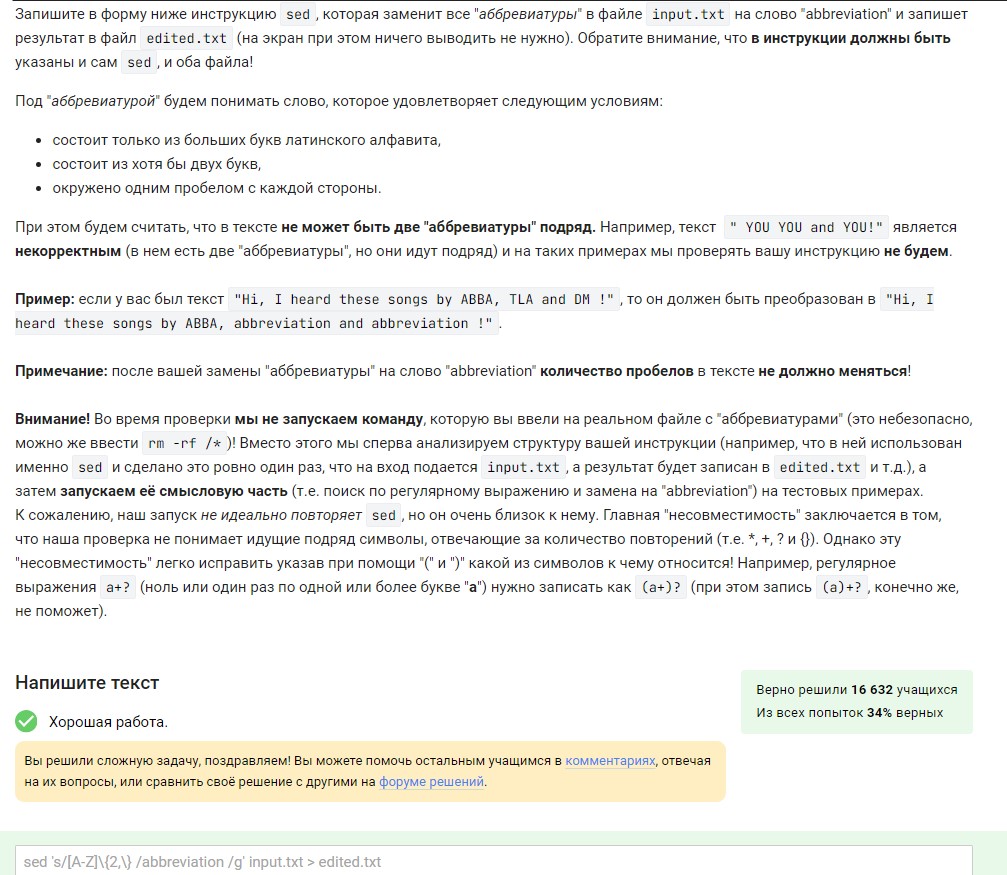 Запишите в форму ниже инструкцию sed, которая заменит все "аббревиатуры" в файле input.txt на слово "abbreviation" и запишет
результат в файл edited.txt (на экран при этом ничего выводить не нужно). Обратите внимание, что в инструкции должны быть
указаны и сам sed, и оба файла!
Под "аббревиатурой" будем понимать слово, которое удовлетворяет следующим условиям:
• состоит только из больших букв латинского алфавита,
• состоит из хотя бы двух букв,
• окружено одним пробелом с каждой стороны.
При этом будем считать, что в тексте не может быть две "аббревиатуры" подряд. Например, текст " YOU YOU and YOU!" является
некорректным (в нем есть две "аббревиатуры", но они идут подряд) и на таких примерах мы проверять вашу инструкцию не будем.
Пример: если у вас был текст "Hi, I heard these songs by ABBA, TLA and DM !", то он должен быть преобразован в "Hi, I
heard these songs by ABBA, abbreviation and abbreviation !".
Примечание: после вашей замены "аббревиатуры" на слово "abbreviation" количество пробелов в тексте не должно меняться!
Внимание! Во время проверки мы не запускаем команду, которую вы ввели на реальном файле с "аббревиатурами" (это небезопасно,
можно же ввести rm -rf /*)! Вместо этого мы сперва анализируем структуру вашей инструкции (например, что в ней использован
именно sed и сделано это ровно один раз, что на вход подается input.txt, а результат будет записан в edited.txt и т.д.), а
затем запускаем её смысловую часть (т.е. поиск по регулярному выражению и замена на "abbreviation") на тестовых примерах.
К сожалению, наш запуск не идеально повторяет sed, но он очень близок к нему. Главная "несовместимость" заключается в том,
что наша проверка не понимает идущие подряд символы, отвечающие за количество повторений (т.е. *, +, ? и {}). Однако эту
"несовместимость" легко исправить указав при помощи "(" и ")" какой из символов к чему относится! Например, регулярное
выражения a+? (ноль или один раз по одной или более букве "a") нужно записать как (a+)? (при этом запись (a)+?, конечно же,
не поможет).
Напишите текст
Верно решили 16 632 учащихся
Из всех попыток 34% верных
Хорошая работа.
Вы решили сложную задачу, поздравляем! Вы можете помочь остальным учащимся в комментариях, отвечая
на их вопросы, или сравнить своё решение с другими на форуме решений.
sed 's/[A-Z]\{2,\} /abbreviation /g' input.txt > edited.txt